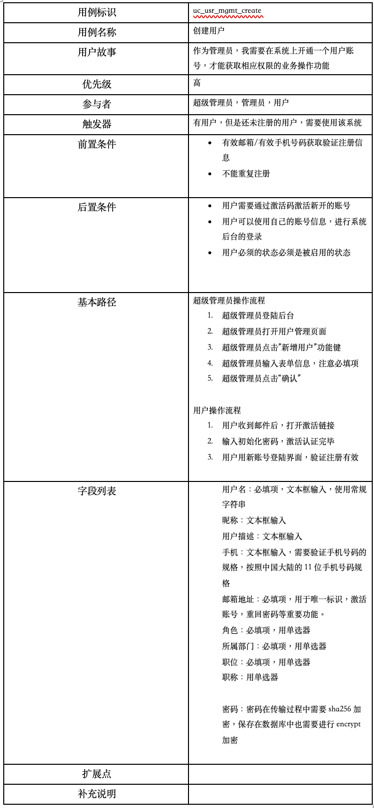 用例标识
uc_usr_mgmt_create
用例名称
创建用户
用户故事
作为管理员，我需要在系统上开通一个用户账
号，才能获取相应权限的业务操作功能
优先级
高
参与者
超级管理员，管理员，用户
触发器
有用户，但是还未注册的用户，需要使用该系统
前置条件
• 有效邮箱/有效手机号码获取验证注册信
息
• 不能重复注册
后置条件
• 用户需要通过激活码激活新开的账号
• 用户可以使用自己的账号信息，进行系统
后台的登录
• 用户必须的状态必须是被启用的状态
基本路径
超级管理员操作流程
1. 超级管理员登陆后台
2. 超级管理员打开用户管理页面
3. 超级管理员点击“新增用户”功能键
4. 超级管理员输入表单信息，注意必填项
5. 超级管理员点击“确认”
用户操作流程
1. 用户收到邮件后，打开激活链接
2. 输入初始化密码，激活认证完毕
3. 用户用新账号登陆界面，验证注册有效
字段列表
用户名：必填项，文本框输入，使用常规
字符串
昵称：文本框输入
用户描述：文本框输入
手机：文本框输入，需要验证手机号码的
规格，按照中国大陆的 11 位手机号码规
格
邮箱地址：必填项，用于唯一标识，激活
账号，重回密码等重要功能。
角色：必填项，用单选器
所属部门：必填项，用单选器
职位：必填项，用单选器
职称：用单选器
密码：密码在传输过程中需要 sha256 加
密，保存在数据库中也需要进行 encrypt
加密
扩展点
补充说明